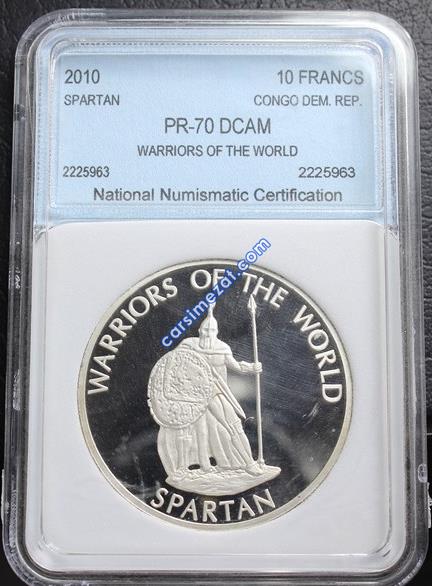 2010 10 FRANCS
SPARTAN CONGO DEM. REP.
PR-70 DCAM
WARRIORS OF THE WORLD
2225963 2225963
National Numismatic Certification
carsimezat.com
WARRIORS OF THE WORLD
SPARTAN